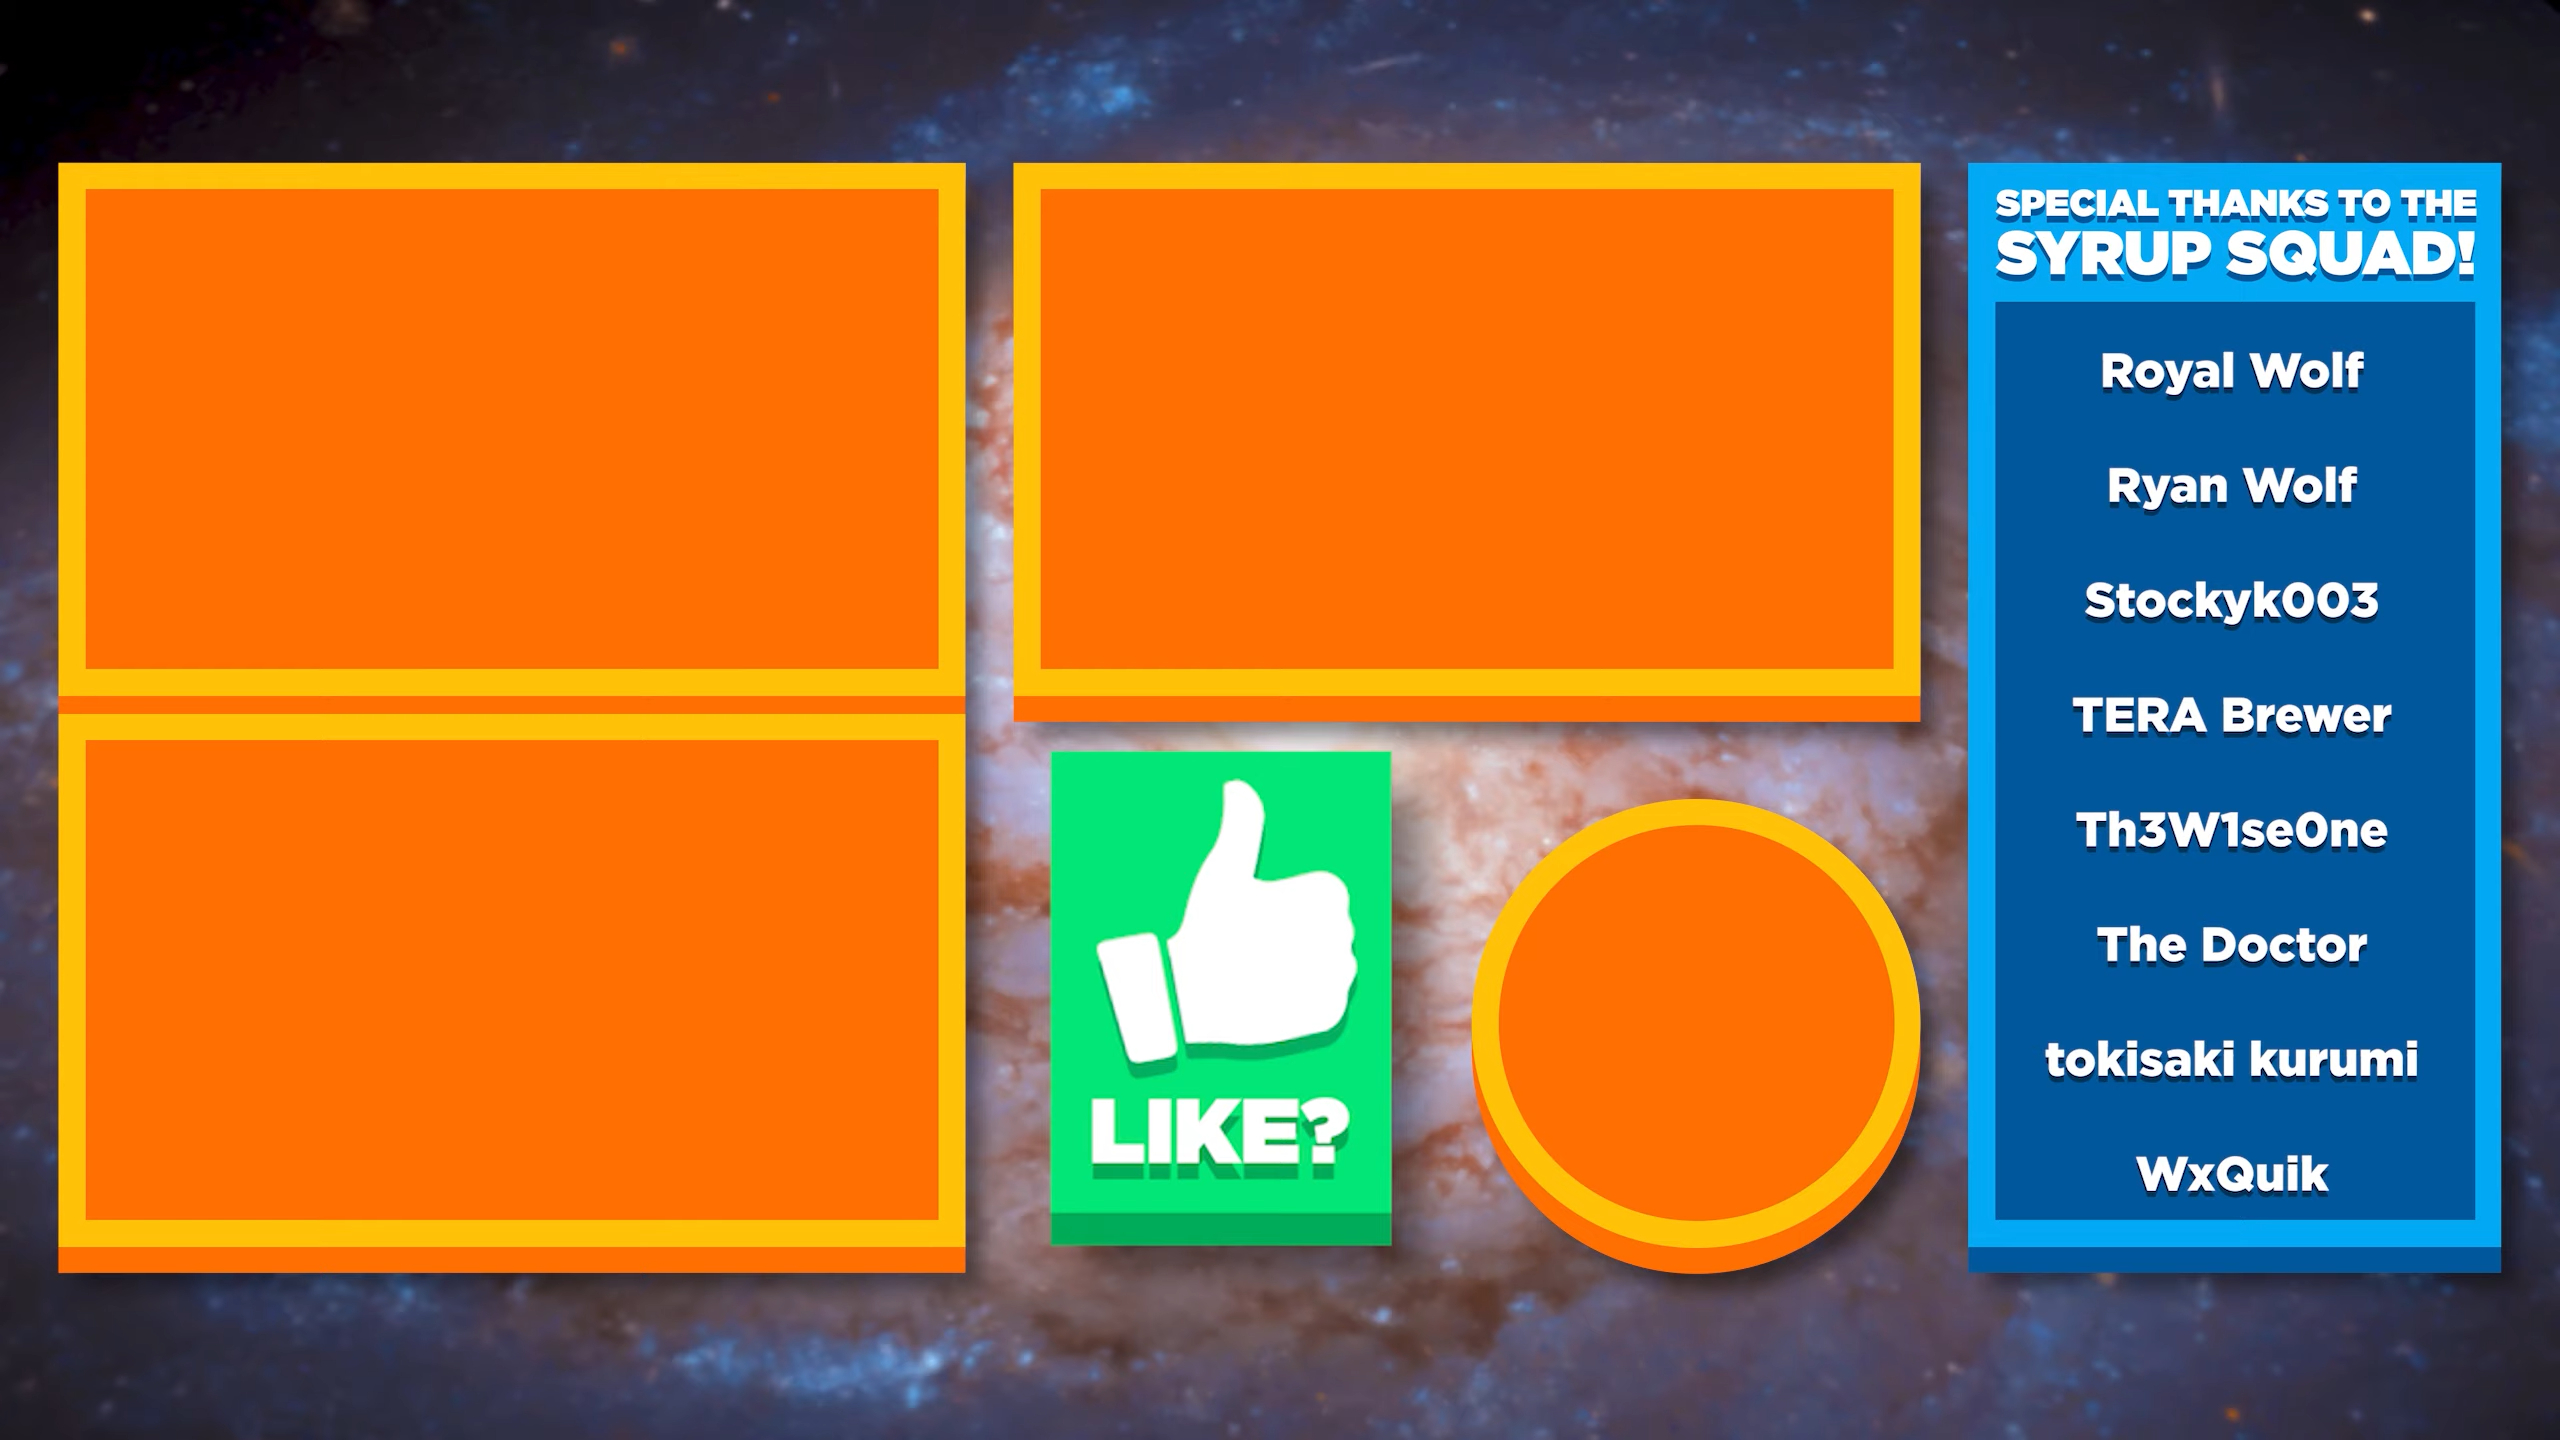 SPECIAL THANKS TO THE
SYRUP SQUAD!
Royal Wolf
Ryan Wolf
Stockyk003
TERA Brewer
Th3W1se0ne
The Doctor
tokisaki kurumi
WxQuik
LIKE?